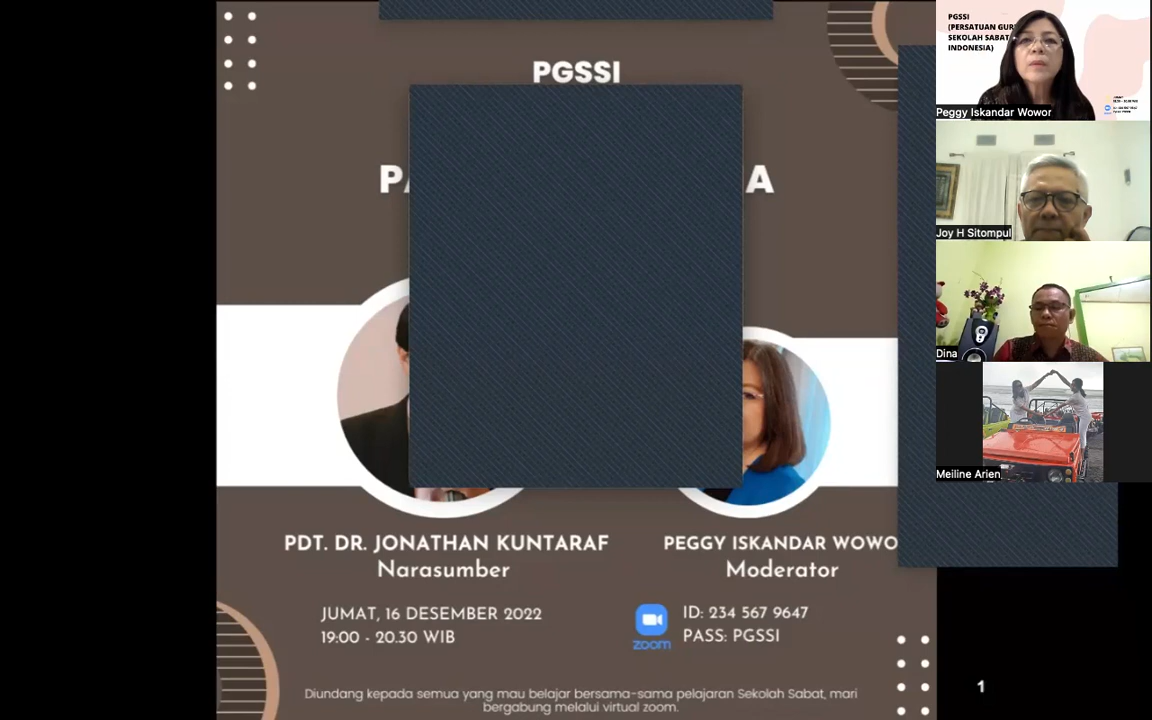 PGSSI
PDT. DR. JONATHAN KUNTARAF
Narasumber
PEGGY ISKANDAR WOWO
Moderator
JUMAT, 16 DESEMBER 2022
19:00 - 20.30 WIB
zoom
ID: 234 567 9647
PASS: PGSSI
Diundang kepada semua yang mau belajar bersama-sama pelajaran Sekolah Sabat, mari
bergabung melalui virtual zoom.
1
PGSSI
(PERSATUAN GUR
SEKOLAH SABAT
INDONESIA)
Peggy Iskandar Wowor
Joy H Sitompul
Dina
Meiline Arien